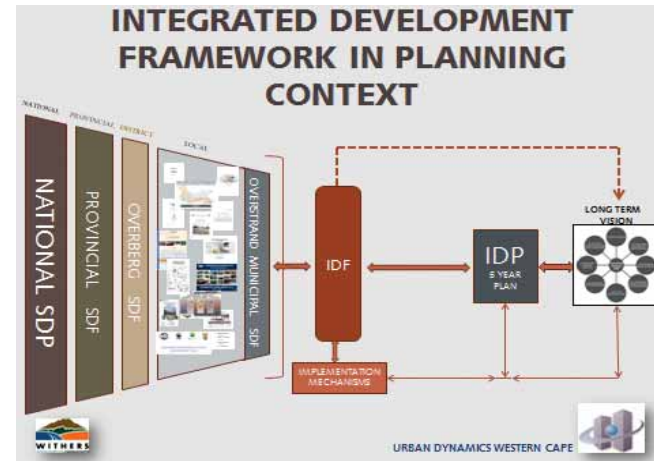 INTEGRATED DEVELOPMENT
FRAMEWORK IN PLANNING
CONTEXT
NATIONAL
PROVINCIAL
DISTRICT
LOCAL
NATIONAL SDP
PROVINCIAL SDF
OVERBERG SDF
OVERSTRAND MUNICIPAL SDF
IDF
IMPLEMENTATION
MECHANISMS
IDP
5 YEAR
PLAN
LONG TERM
VISION
WITHERS
URBAN DYNAMICS WESTERN CAPE